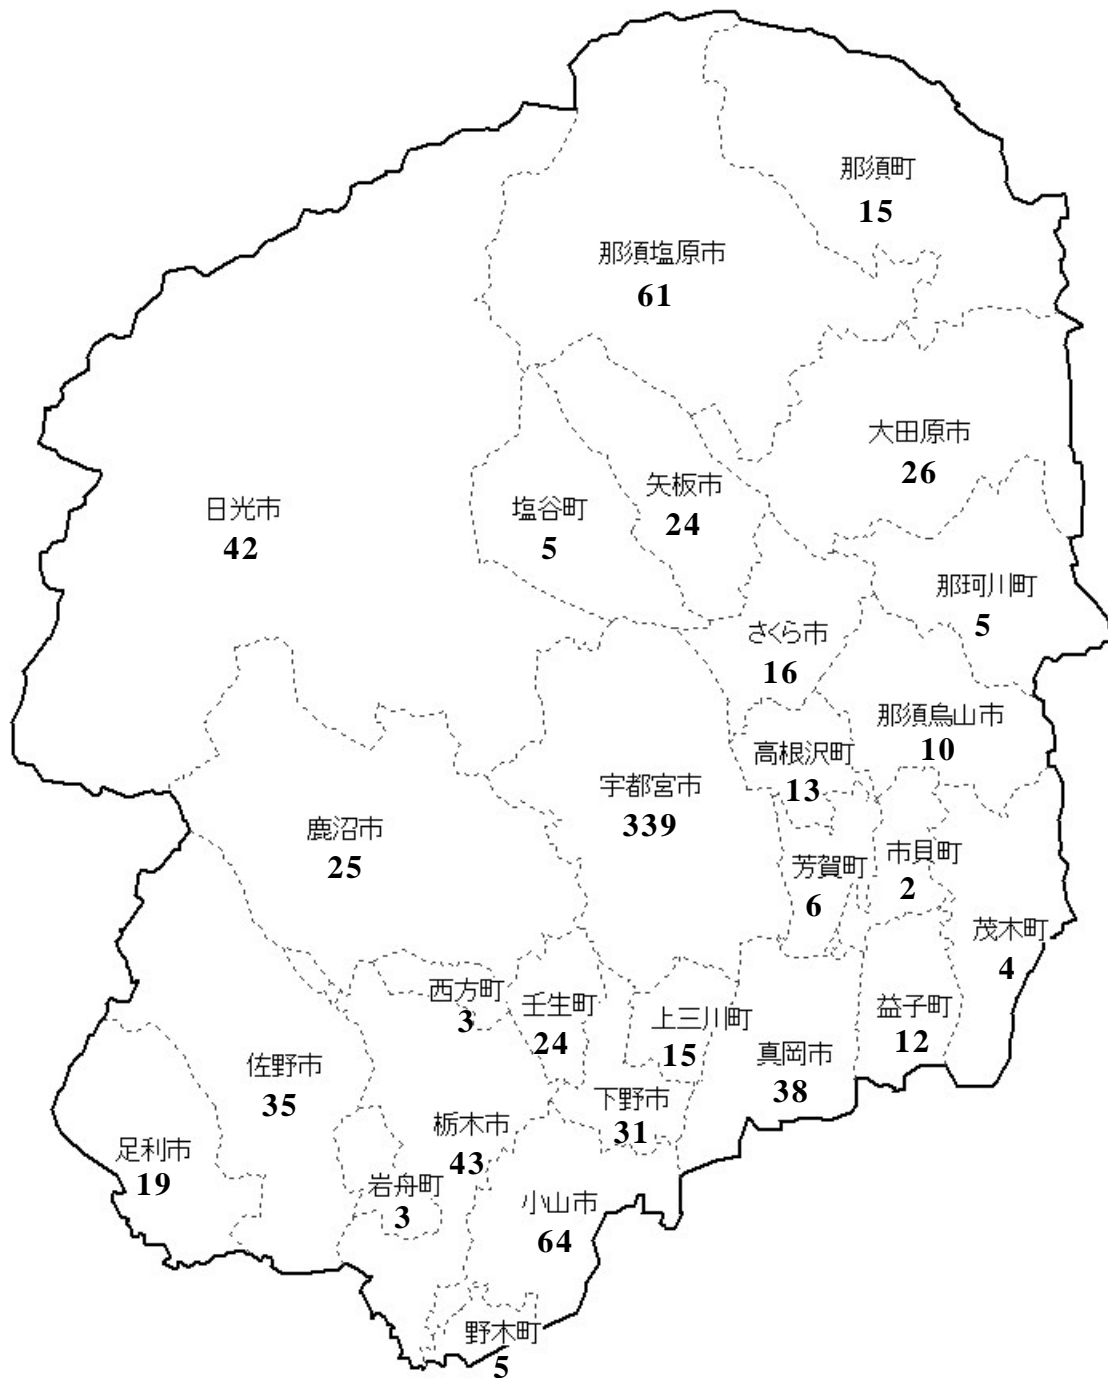 那須町
15
那須塩原市
61
大田原市
26
矢板市
24
塩谷町
5
日光市
42
那珂川町
5
さくら市
16
那須烏山市
10
高根沢町
13
宇都宮市
339
鹿沼市
25
芳賀町
6
市貝町
2
茂木町
4
西方町
3
壬生町
24
上三川町
15
益子町
12
真岡市
38
佐野市
35
下野市
31
栃木市
43
足利市
19
岩舟町
3
小山市
64
野木町
5